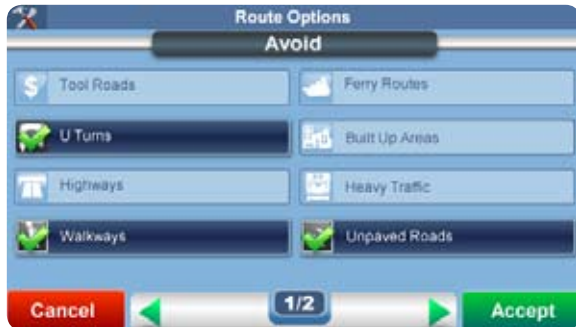 Route Options
Avoid
Tool Roads
Ferry Routes
U Turns
Built Up Areas
Highways
Heavy Traffic
Walkways
Unpaved Roads
Cancel
1/2
Accept